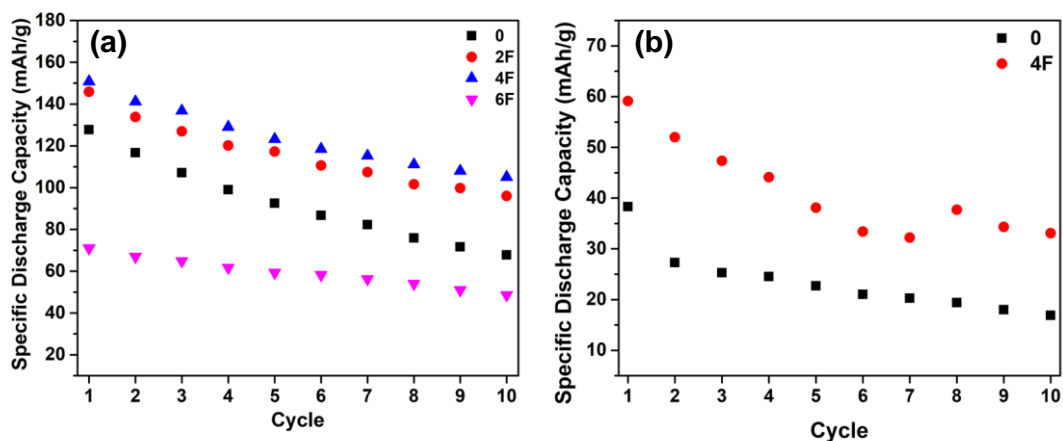 (a)
0
2F
4F
6F
Specific Discharge Capacity (mAh/g)
180
160
140
120
100
80
60
40
20
1 2 3 4 5 6 7 8 9 10
Cycle
(b)
0
4F
Specific Discharge Capacity (mAh/g)
70
60
50
40
30
20
10
1 2 3 4 5 6 7 8 9 10
Cycle